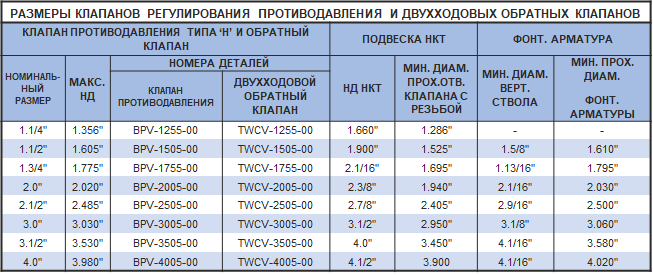 РАЗМЕРЫ КЛАПАНОВ РЕГУЛИРОВАНИЯ ПРОТИВОДАВЛЕНИЯ И ДВУХХОДОВЫХ ОБРАТНЫХ КЛАПАНОВ
КЛАПАН ПРОТИВОДАВЛЕНИЯ ТИПА ‘H’ И ОБРАТНЫЙ КЛАПАН
ПОДВЕСКА НКТ
ФОНТ. АРМАТУРА
НОМИНАЛЬ-
НЫЙ
РАЗМЕР
МАКС.
НД
НОМЕРА ДЕТАЛЕЙ
КЛАПАН
ПРОТИВОДАВЛЕНИЯ
ДВУХХОДОВОЙ
ОБРАТНЫЙ
КЛАПАН
НД НКТ
МИН. ДИАМ.
ПРОХ.ОТВ.
КЛАПАНА С
РЕЗЬБОЙ
МИН. ДИАМ.
ВЕРТ.
СТВОЛА
МИН. ПРОХ.
ДИАМ.
ФОНТ.
АРМАТУРЫ
1.1/4" 1.356" BPV-1255-00 TWCV-1255-00 1.660" 1.286" - -
1.1/2" 1.605" BPV-1505-00 TWCV-1505-00 1.900" 1.525" 1.5/8" 1.610"
1.3/4" 1.775" BPV-1755-00 TWCV-1755-00 2.1/16" 1.695" 1.13/16" 1.795"
2.0" 2.020" BPV-2005-00 TWCV-2005-00 2.3/8" 1.940" 2.1/16" 2.030"
2.1/2" 2.485" BPV-2505-00 TWCV-2505-00 2.7/8" 2.405" 2.9/16" 2.500"
3.0" 3.030" BPV-3005-00 TWCV-3005-00 3.1/2" 2.950" 3.1/8" 3.060"
3.1/2" 3.530" BPV-3505-00 TWCV-3505-00 4.0" 3.450" 4.1/16" 3.580"
4.0" 3.980" BPV-4005-00 TWCV-4005-00 4.1/2" 3.900 4.1/16" 4.020"